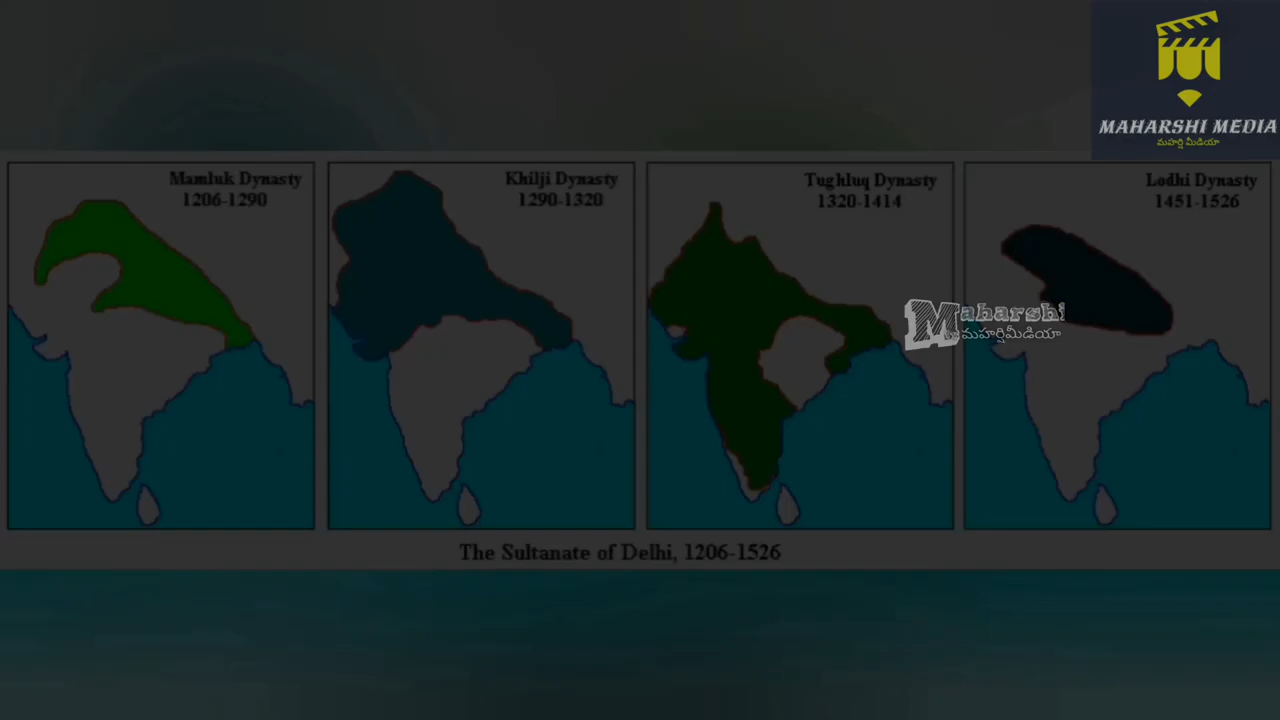 MAHARSHI MEDIA
మహర్షి మీడియా
Mamluk Dynasty
1206-1290
Khilji Dynasty
1290-1320
Tughluq Dynasty
1320-1414
Lodhi Dynasty
1451-1526
Maharshi
మహర్షిమీడియా
The Sultanate of Delhi, 1206-1526